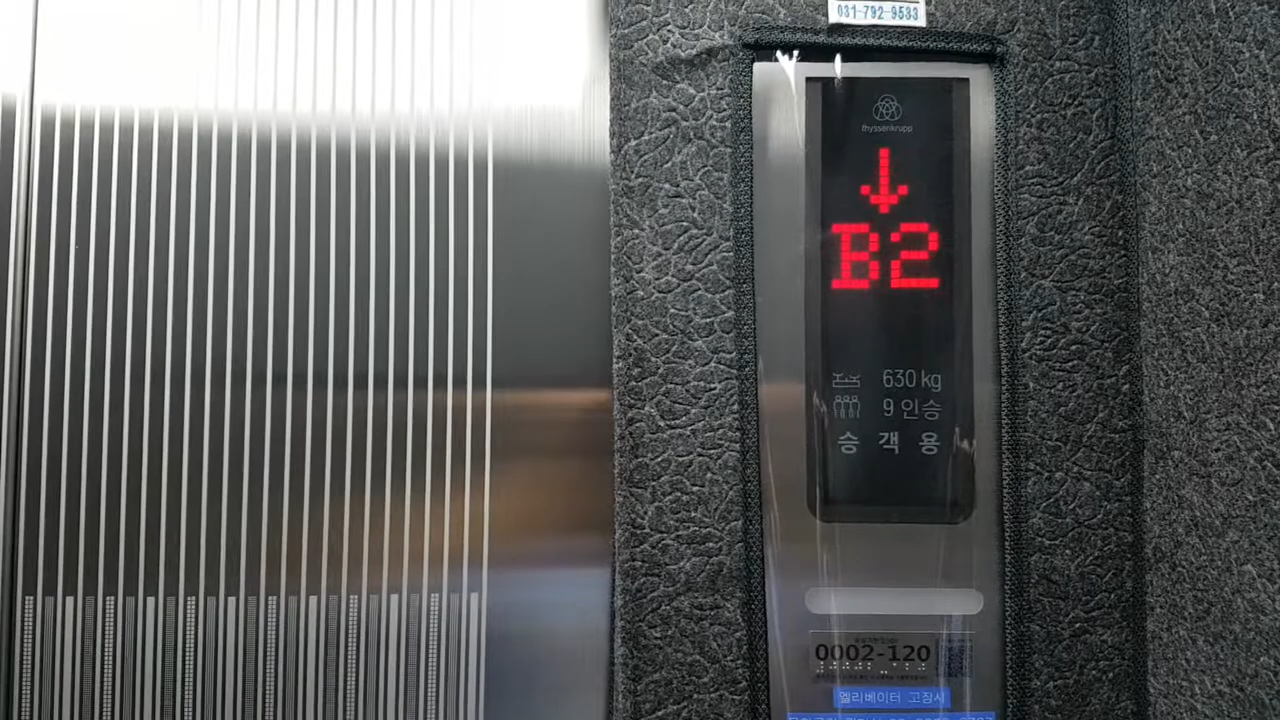 031-792-9533
thyssenkrupp
↓
B2
630 kg
9 인승
승 객 용
0002-120
엘리베이터 고장시